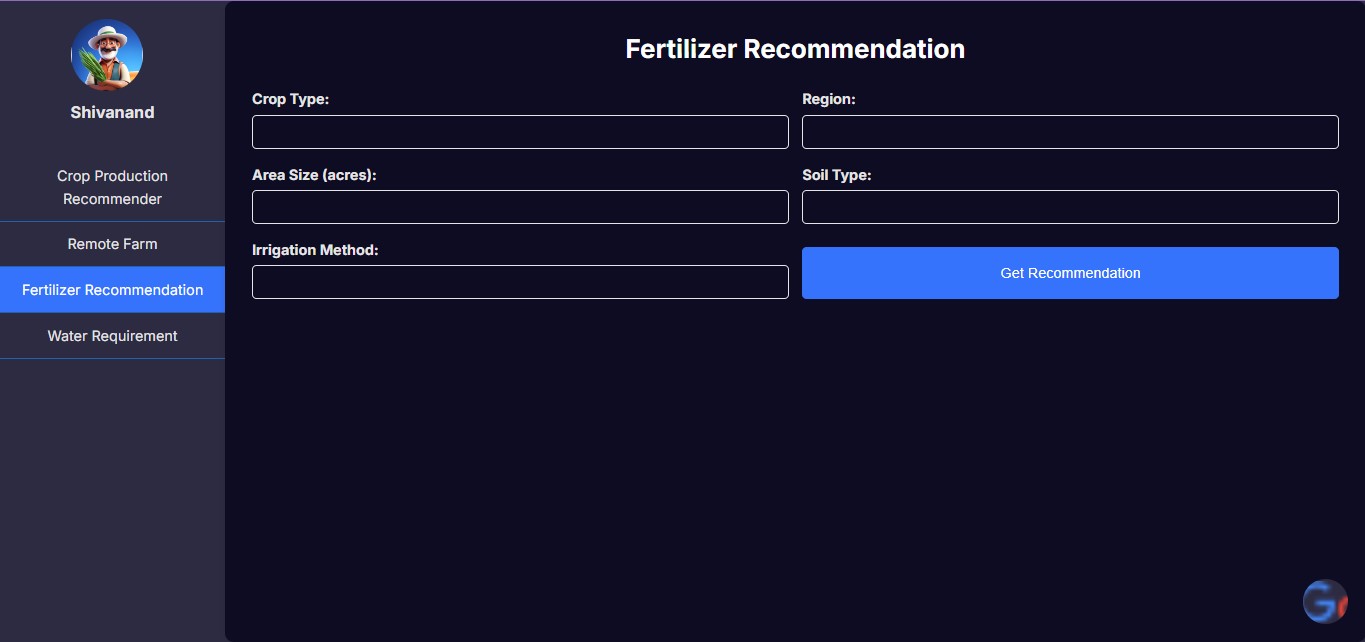 Shivanand
Crop Production
Recommender
Remote Farm
Fertilizer Recommendation
Water Requirement
Fertilizer Recommendation
Crop Type:
Region:
Area Size (acres):
Soil Type:
Irrigation Method:
Get Recommendation
G